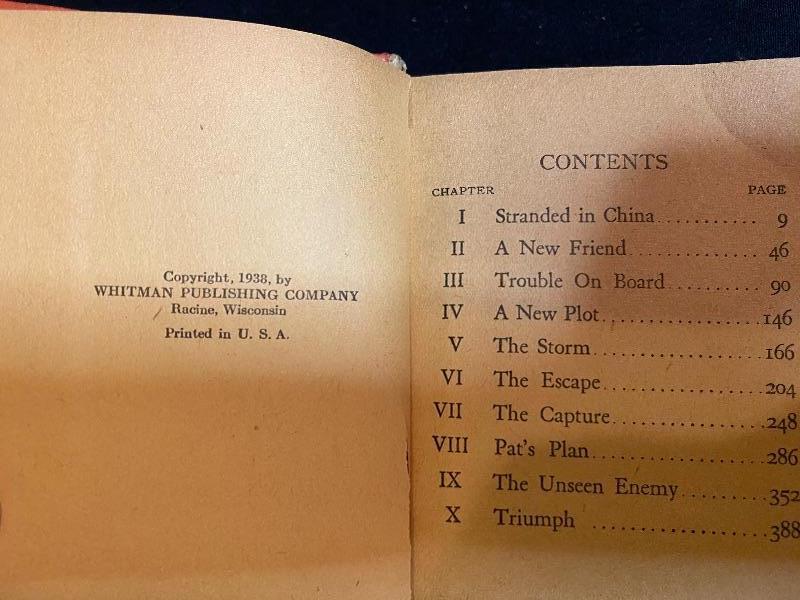 Copyright, 1938, by
WHITMAN PUBLISHING COMPANY
Racine, Wisconsin
Printed in U. S. A.
CONTENTS
CHAPTER PAGE
I Stranded in China........... 9
II A New Friend............... 46
III Trouble On Board........... 90
IV A New Plot..................146
V The Storm...................166
VI The Escape..................204
VII The Capture.................248
VIII Pat's Plan...................286
IX The Unseen Enemy.........352
X Triumph ...................388